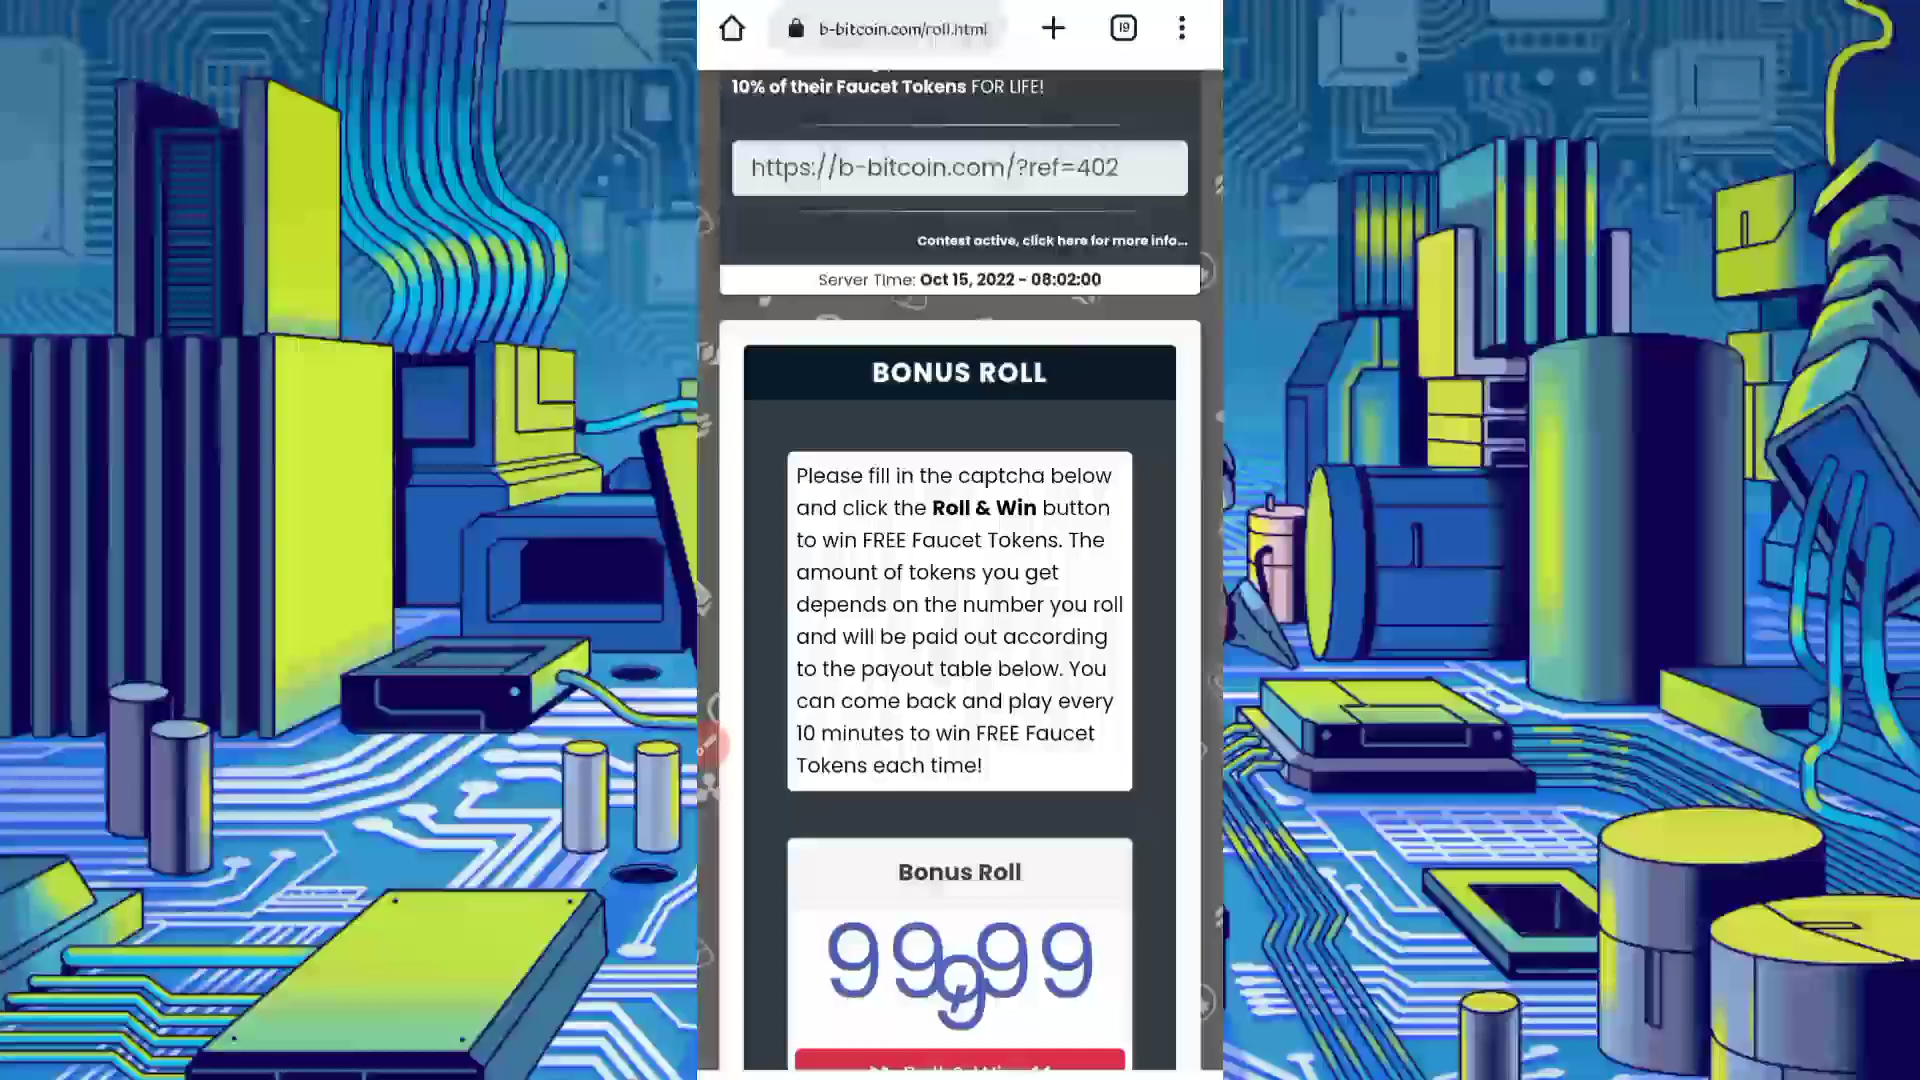 b-bitcoin.com/roll.html
19
10% of their Faucet Tokens FOR LIFE!
https://b-bitcoin.com/?ref=402
Contest active, click here for more info...
Server Time: Oct 15, 2022 - 08:02:00
BONUS ROLL
Please fill in the captcha below
and click the Roll & Win button
to win FREE Faucet Tokens. The
amount of tokens you get
depends on the number you roll
and will be paid out according
to the payout table below. You
can come back and play every
10 minutes to win FREE Faucet
Tokens each time!
Bonus Roll
99999